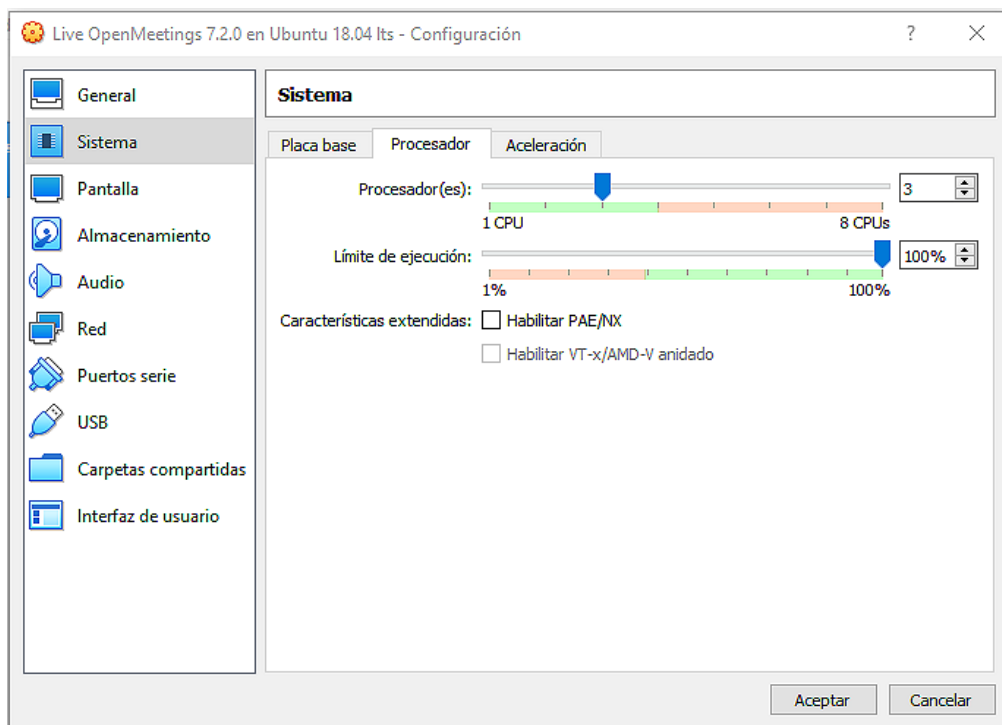 Live OpenMeetings 7.2.0 en Ubuntu 18.04 lts - Configuración
?
General
Sistema
Pantalla
Almacenamiento
Audio
Red
Puertos serie
USB
Carpetas compartidas
Interfaz de usuario
Sistema
Placa base Procesador Aceleración
Procesador(es): 3
1 CPU 8 CPUs
Límite de ejecución: 100%
1% 100%
Características extendidas: Habilitar PAE/NX
Habilitar VT-x/AMD-V anidado
Aceptar Cancelar